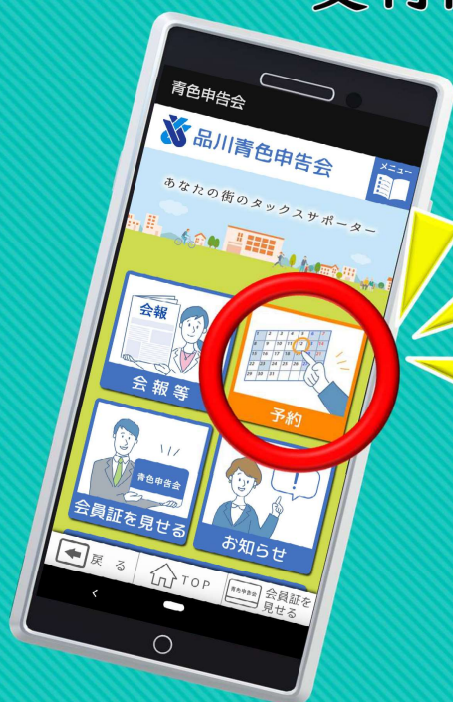 青色申告会
品川青色申告会
メニュー
あなたの街のタックスサポーター
会報
会報等
予約
青色申告会
会員証を見せる
!
お知らせ
戻る
TOP
青色申告会
会員証を
見せる